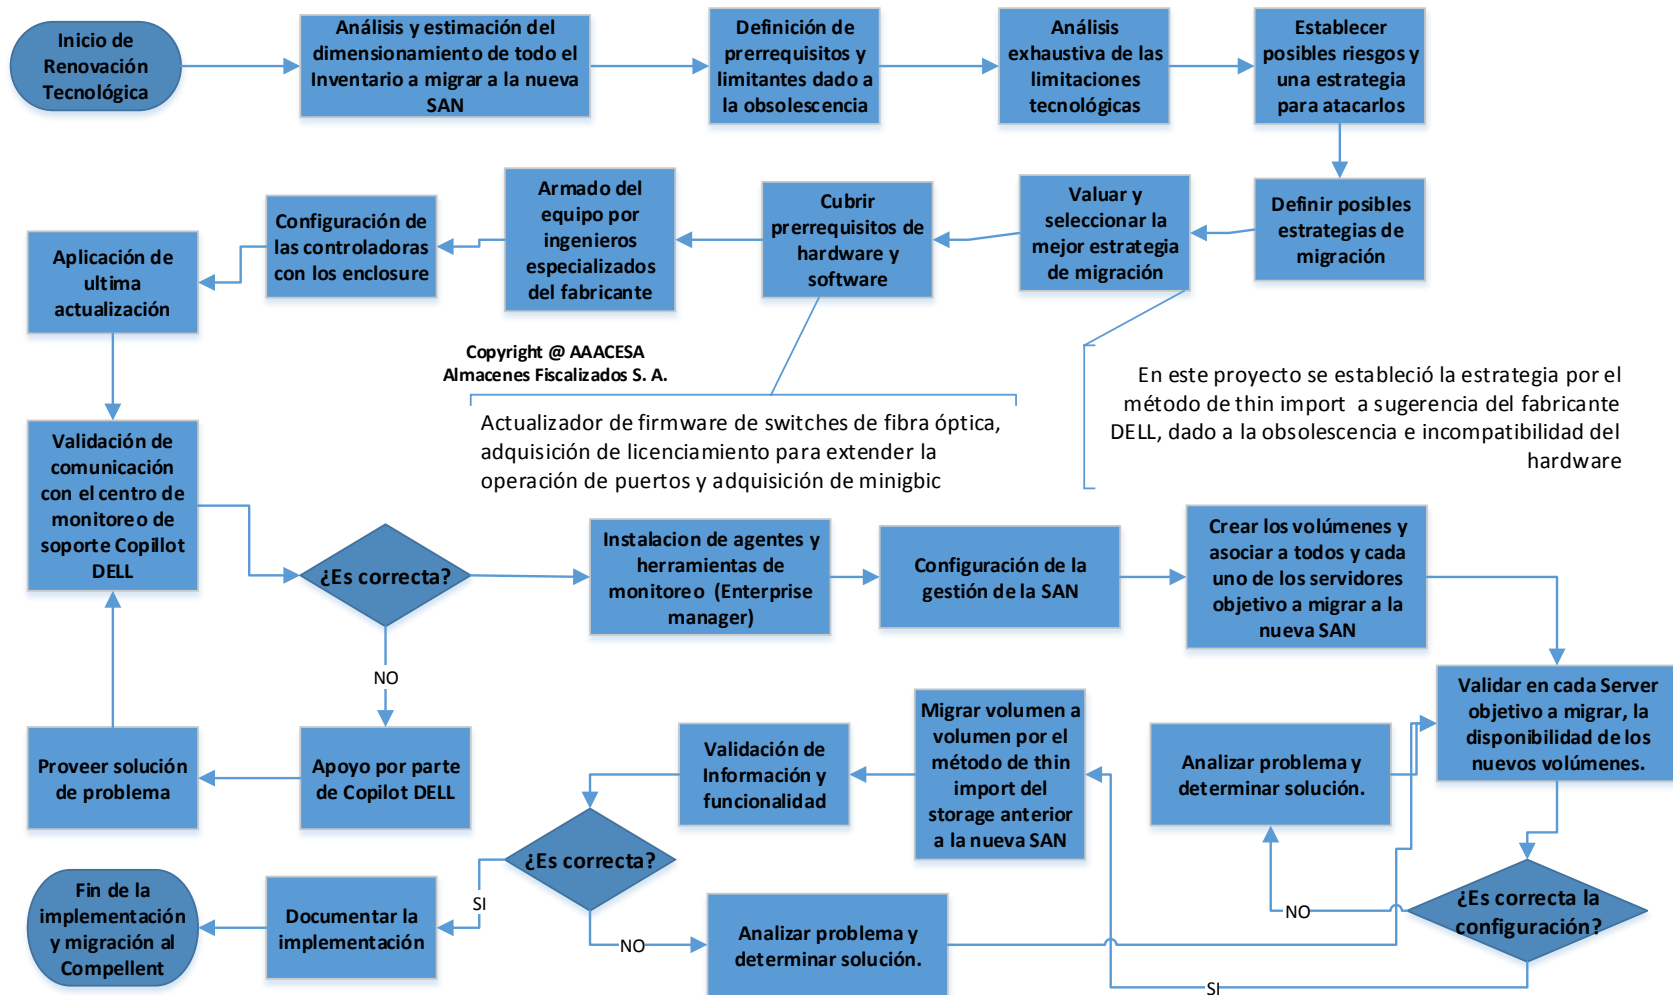 Inicio de
Renovación
Tecnológica
Análisis y estimación del
dimensionamiento de todo el
Inventario a migrar a la nueva
SAN
Definición de
prerrequisitos y
limitantes dado a
la obsolescencia
Análisis
exhaustiva de las
limitaciones
tecnológicas
Establecer
posibles riesgos y
una estrategia
para atacarlos
Definir posibles
estrategias de
migración
Valuar y
seleccionar la
mejor estrategia
de migración
Cubrir
prerrequisitos de
hardware y
software
Armado del
equipo por
ingenieros
especializados
del fabricante
Configuración de
las controladoras
con los enclosure
Aplicación de
ultima
actualización
Copyright @ AAACESA
Almacenes Fiscalizados S. A.
Actualizador de firmware de switches de fibra óptica,
adquisición de licenciamiento para extender la
operación de puertos y adquisición de minigbic
En este proyecto se estableció la estrategia por el
método de thin import a sugerencia del fabricante
DELL, dado a la obsolescencia e incompatibilidad del
hardware
Validación de
comunicación
con el centro de
monitoreo de
soporte Copillot
DELL
¿Es correcta?
NO
Apoyo por parte
de Copilot DELL
Proveer solución
de problema
Instalacion de agentes y
herramientas de
monitoreo (Enterprise
manager)
Configuración de la
gestión de la SAN
Crear los volúmenes y
asociar a todos y cada
uno de los servidores
objetivo a migrar a la
nueva SAN
Validar en cada Server
objetivo a migrar, la
disponibilidad de los
nuevos volúmenes.
¿Es correcta la
configuración?
NO
Analizar problema y
determinar solución.
SI
Migrar volumen a
volumen por el
método de thin
import del
storage anterior
a la nueva SAN
Validación de
Información y
funcionalidad
¿Es correcta?
NO
Analizar problema y
determinar solución.
SI
Documentar la
implementación
Fin de la
implementación
y migración al
Compellent